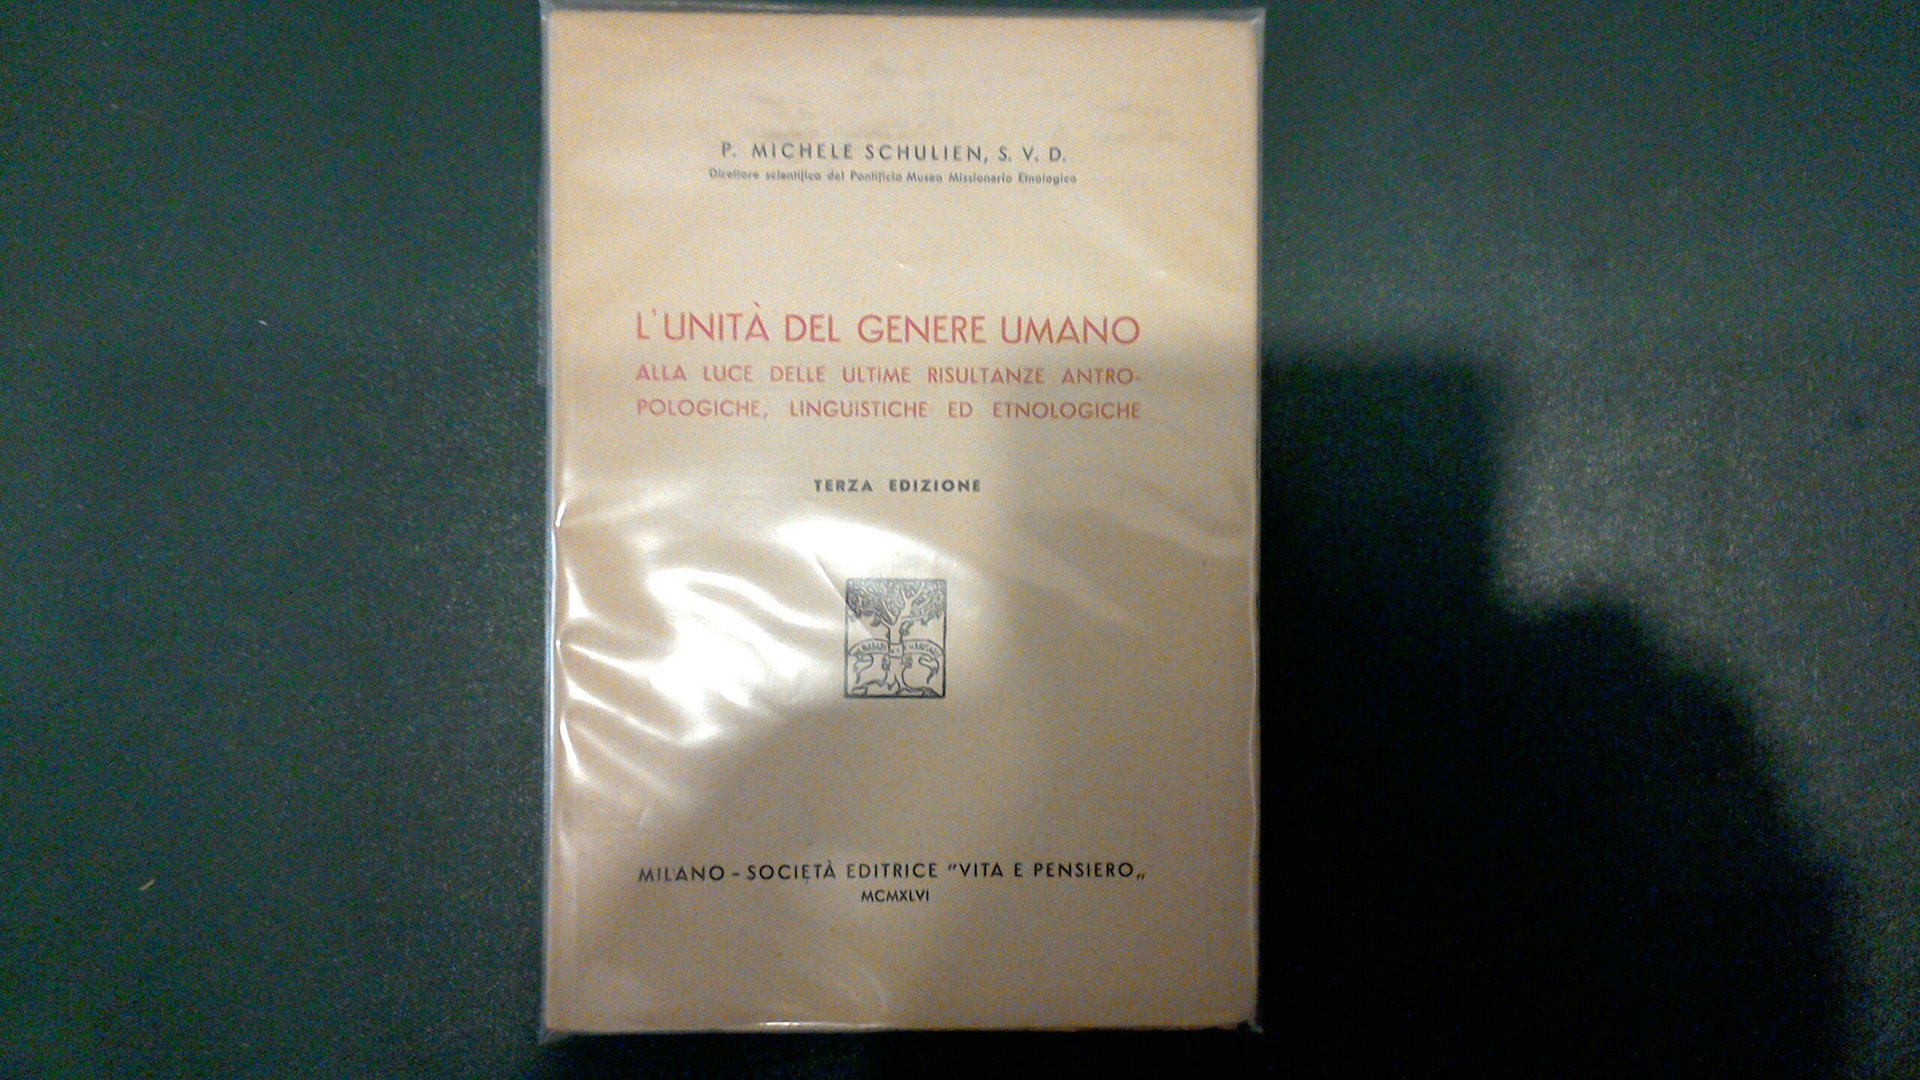 P. MICHELE SCHULIEN, S. V. D.
Direttore scientifico del Pontificio Museo Missionario Etnologico
L'UNITÀ DEL GENERE UMANO
ALLA LUCE DELLE ULTIME RISULTANZE ANTRO-
POLOGICHE, LINGUISTICHE ED ETNOLOGICHE
TERZA EDIZIONE
MILANO - SOCIETÀ EDITRICE "VITA E PENSIERO„
MCMXLVI